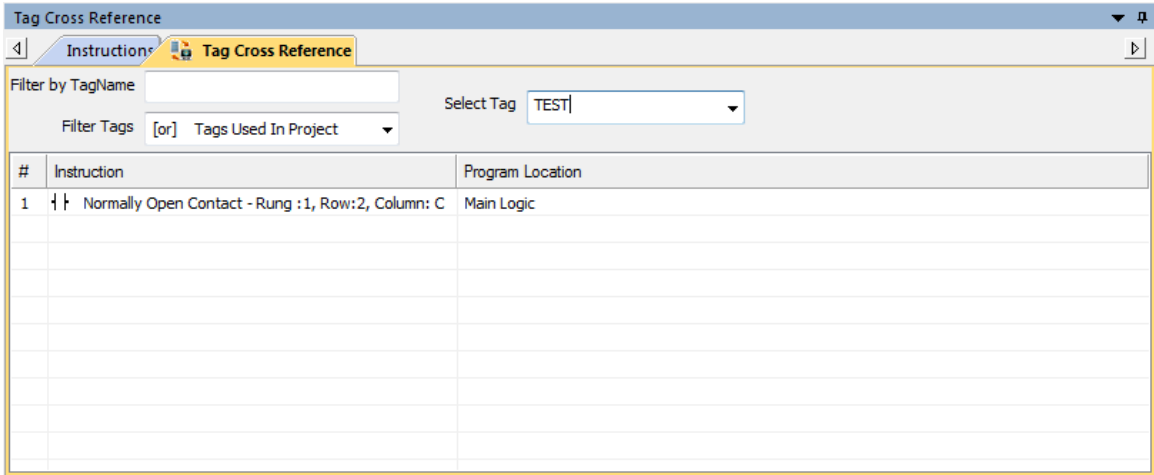 Tag Cross Reference
Instructions Tag Cross Reference
Filter by TagName
Select Tag TEST
Filter Tags [or] Tags Used In Project
# Instruction Program Location
1 Normally Open Contact - Rung :1, Row:2, Column: C Main Logic